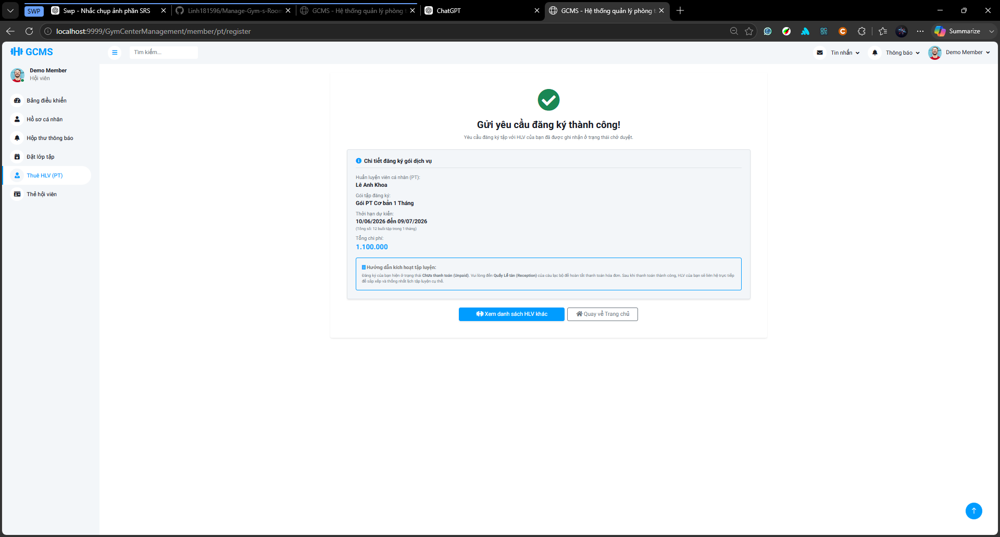 SWP
Swp - Nhắc chụp ảnh phần SRS
Linh181596/Manage-Gym-s-Room
GCMS - Hệ thống quản lý phòng t
ChatGPT
GCMS - Hệ thống quản lý phòng t
localhost:9999/GymCenterManagement/member/pt/register
Summarize
GCMS
Tìm kiếm...
Tin nhắn
Thông báo
Demo Member
Demo Member
Hội viên
Bảng điều khiển
Hồ sơ cá nhân
Hộp thư thông báo
Đặt lớp tập
Thuê HLV (PT)
Thẻ hội viên
Gửi yêu cầu đăng ký thành công!
Yêu cầu đăng ký tập với HLV của bạn đã được ghi nhận ở trạng thái chờ duyệt.
Chi tiết đăng ký gói dịch vụ
Huấn luyện viên cá nhân (PT):
Lê Anh Khoa
Gói tập đăng ký:
Gói PT Cơ bản 1 Tháng
Thời hạn dự kiến:
10/06/2026 đến 09/07/2026
(Tổng số: 12 buổi tập trong 1 tháng)
Tổng chi phí:
1.100.000
Hướng dẫn kích hoạt tập luyện:
Đăng ký của bạn hiện ở trạng thái Chưa thanh toán (Unpaid). Vui lòng đến Quầy Lễ tân (Reception) của câu lạc bộ để hoàn tất thanh toán hóa đơn. Sau khi thanh toán thành công, HLV của bạn sẽ liên hệ trực tiếp
để sắp xếp và thống nhất lịch tập luyện cụ thể.
Xem danh sách HLV khác
Quay về Trang chủ